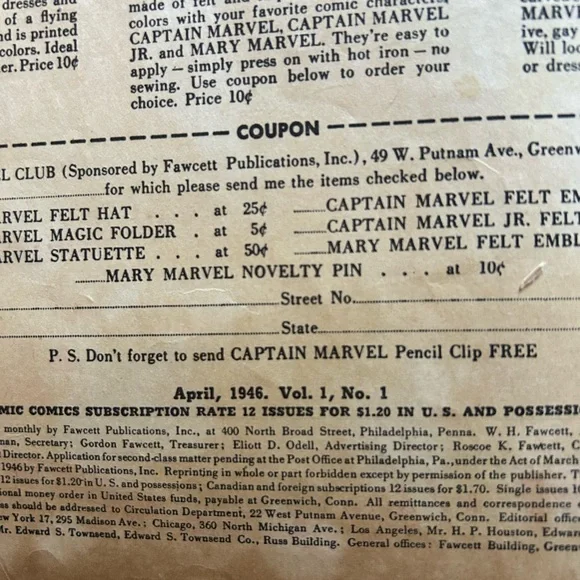 dresses and
of a flying
nd is printed
colors. Ideal
er. Price 10¢
made of felt and
colors with your favorite comic characters,
CAPTAIN MARVEL, CAPTAIN MARVEL
JR. and MARY MARVEL. They're easy to
apply — simply press on with hot iron — no
sewing. Use coupon below to order your
choice. Price 10¢
MARVE
ive, gay
Will loo
or dress
COUPON
L CLUB (Sponsored by Fawcett Publications, Inc.), 49 W. Putnam Ave., Greenw
for which please send me the items checked below.
RVEL FELT HAT . . . at 25¢ CAPTAIN MARVEL FELT EM
RVEL MAGIC FOLDER . at 5¢ CAPTAIN MARVEL JR. FELT
RVEL STATUETTE . . . at 50¢ MARY MARVEL FELT EMBL
MARY MARVEL NOVELTY PIN . . . . at 10¢
Street No.
State
P. S. Don't forget to send CAPTAIN MARVEL Pencil Clip FREE
April, 1946. Vol. 1, No. 1
MIC COMICS SUBSCRIPTION RATE 12 ISSUES FOR $1.20 IN U. S. AND POSSESSIO
monthly by Fawcett Publications, Inc., at 400 North Broad Street, Philadelphia, Penna. W. H. Fawcett,
man, Secretary; Gordon Fawcett, Treasurer; Eliott D. Odell, Advertising Director; Roscoe K. Fawcett, C
Director. Application for second-class matter pending at the Post Office at Philadelphia, Pa., under the Act of March
1946 by Fawcett Publications, Inc. Reprinting in whole or part forbidden except by permission of the publisher. T
12 issues for $1.20 in U. S. and possessions; Canadian and foreign subscriptions 12 issues for $1.70. Single issues 10
ional money order in United States funds, payable at Greenwich, Conn. All remittances and correspondence c
ss should be addressed to Circulation Department, 22 West Putnam Avenue, Greenwich, Conn. Editorial offic
ew York 17, 295 Madison Ave.; Chicago, 360 North Michigan Ave.; Los Angeles, Mr. H. P. Houston, Edward
Mr. Edward S. Townsend, Edward S. Townsend Co., Russ Building. General offices: Fawcett Building, Green